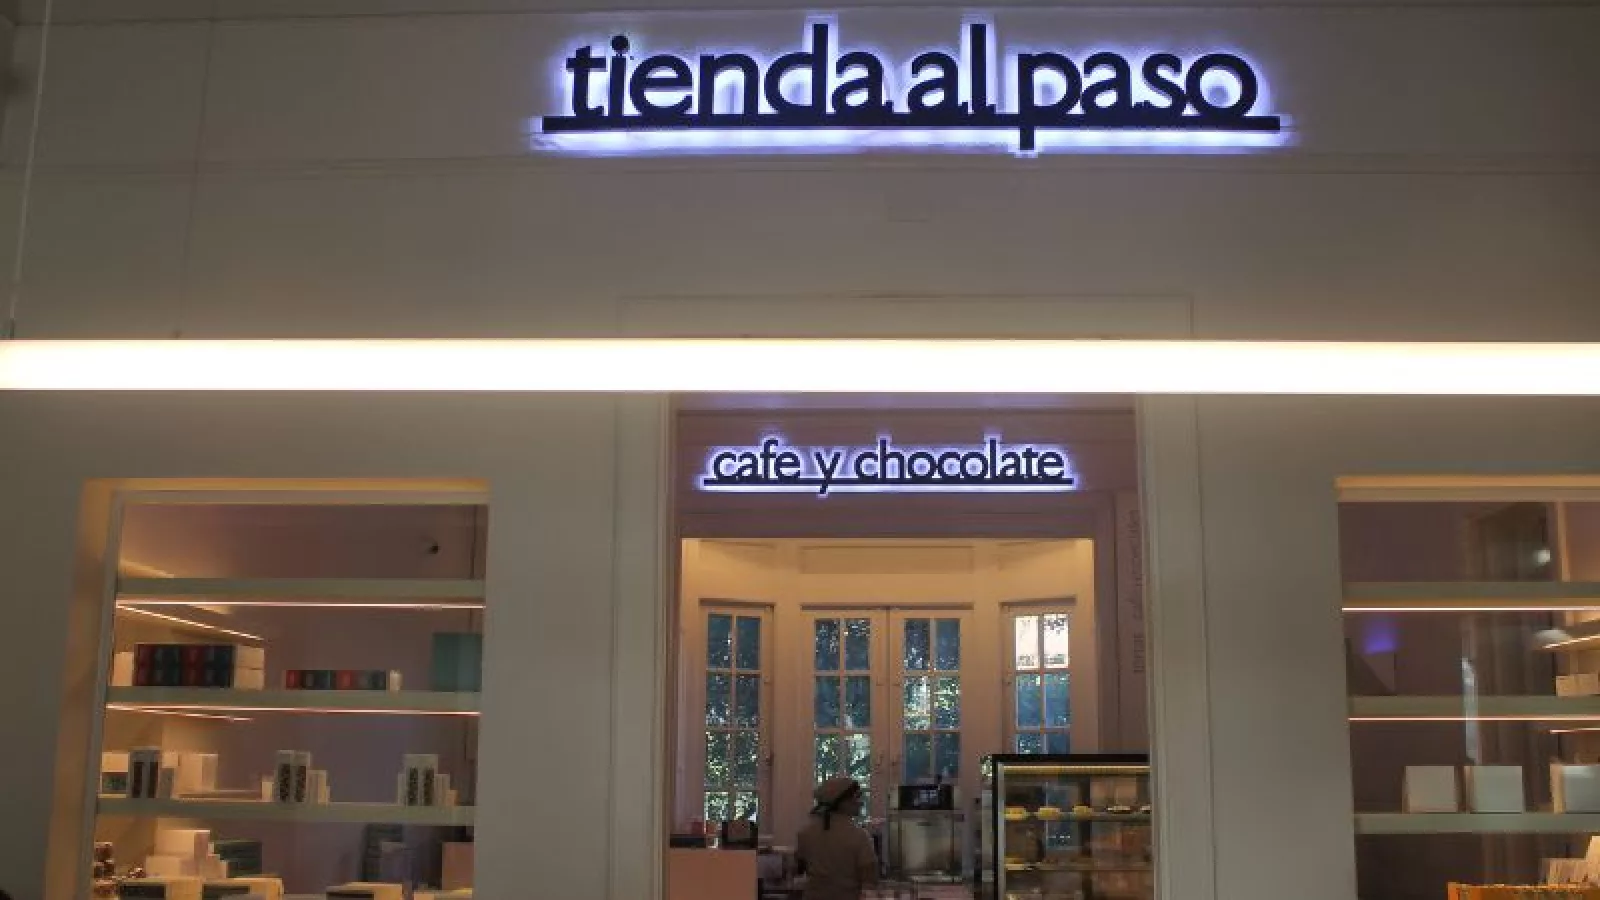 tienda al paso
cafe y chocolate